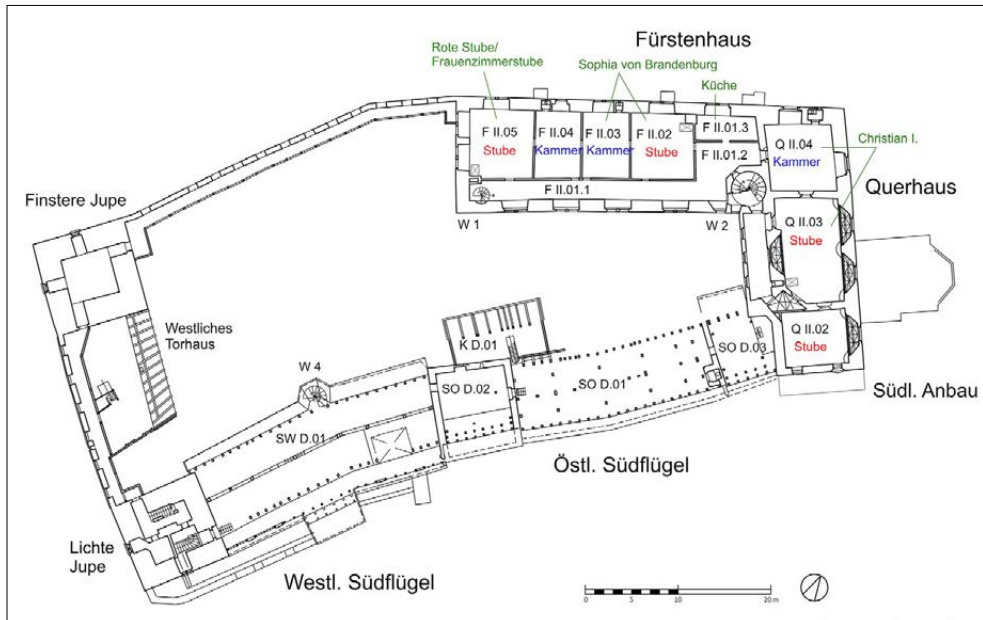 Fürstenhaus
Rote Stube/
Frauenzimmerstube
Sophia von Brandenburg
Küche
F II.05
Stube
F II.04
Kammer
F II.03
Kammer
F II.02
Stube
F II.01.3
F II.01.2
Q II.04
Kammer
Christian I.
F II.01.1
Querhaus
W 1
W 2
Q II.03
Stube
Finstere Jupe
Westliches
Torhaus
K D.01
Q II.02
Stube
SO D.03
W 4
SO D.02
SO D.01
Südl. Anbau
SW D.01
Östl. Südflügel
Lichte
Jupe
Westl. Südflügel
0 5 10 20 m